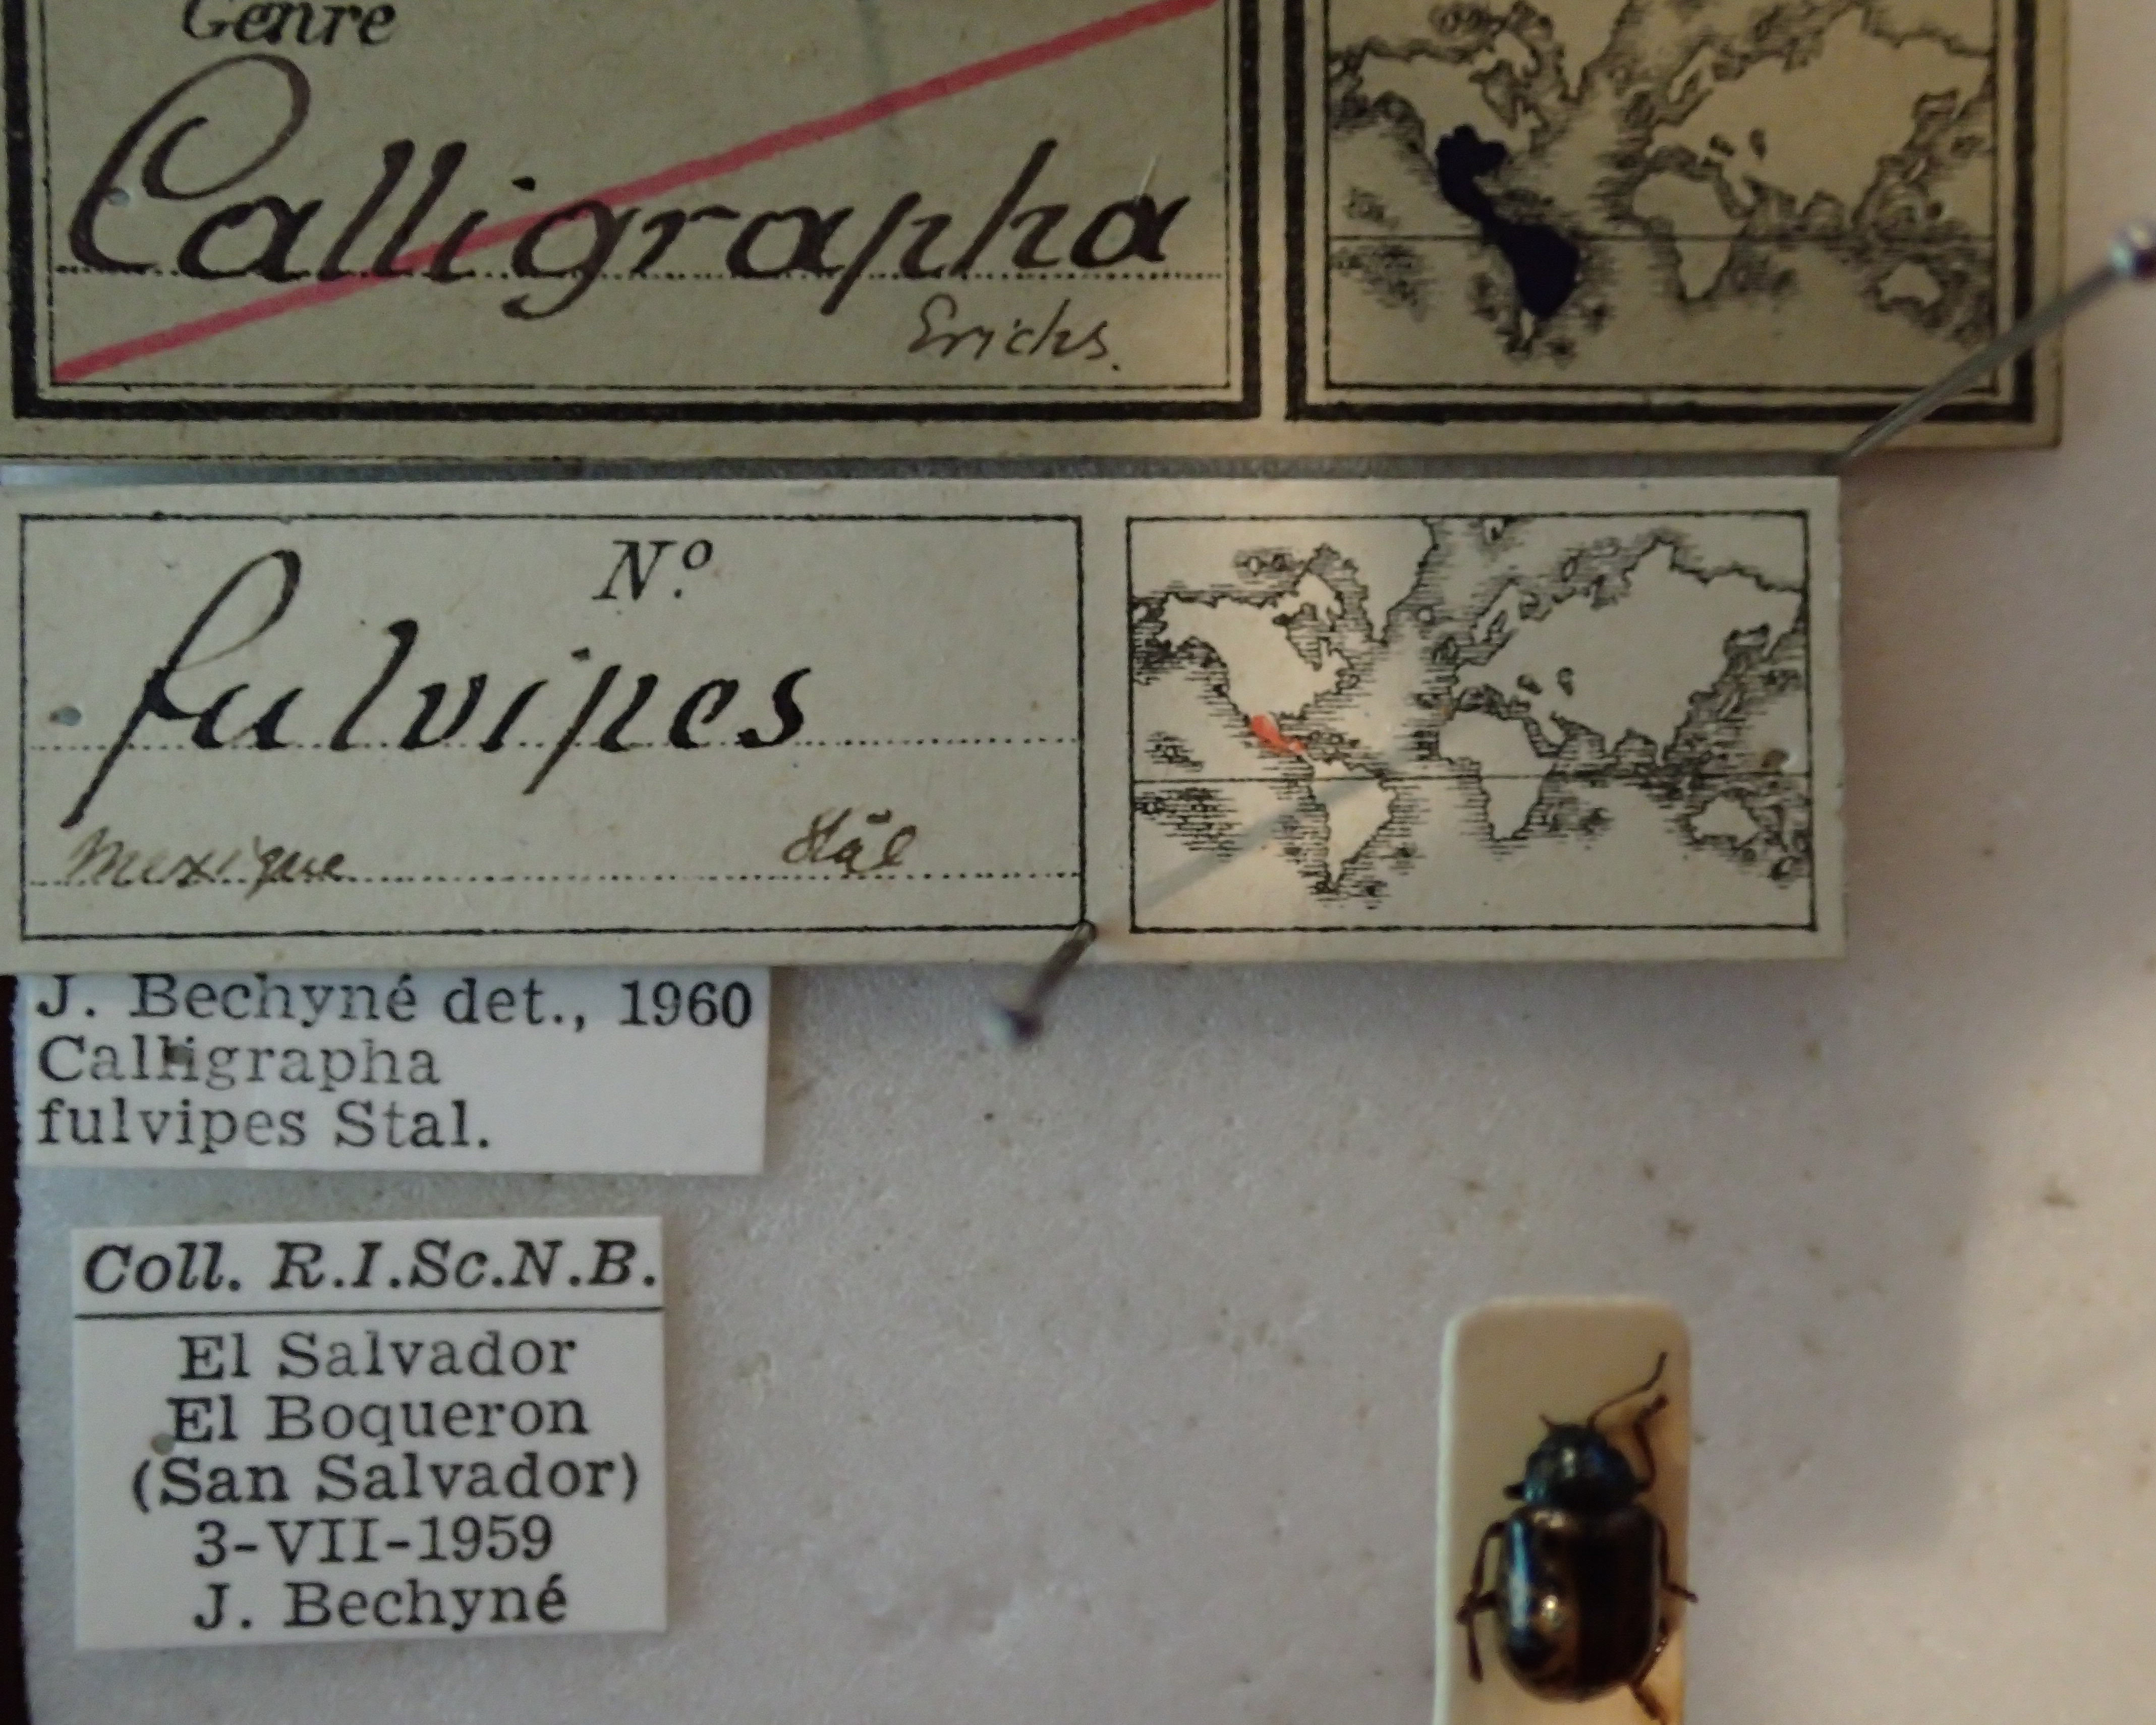 Genre
Calligrapha
Erichs.
Nº
fulvipes
Mexique Stål
J. Bechyné det., 1960
Calligrapha
fulvipes Stal.
Coll. R.I.Sc.N.B.
El Salvador
El Boqueron
(San Salvador)
3-VII-1959
J. Bechyné